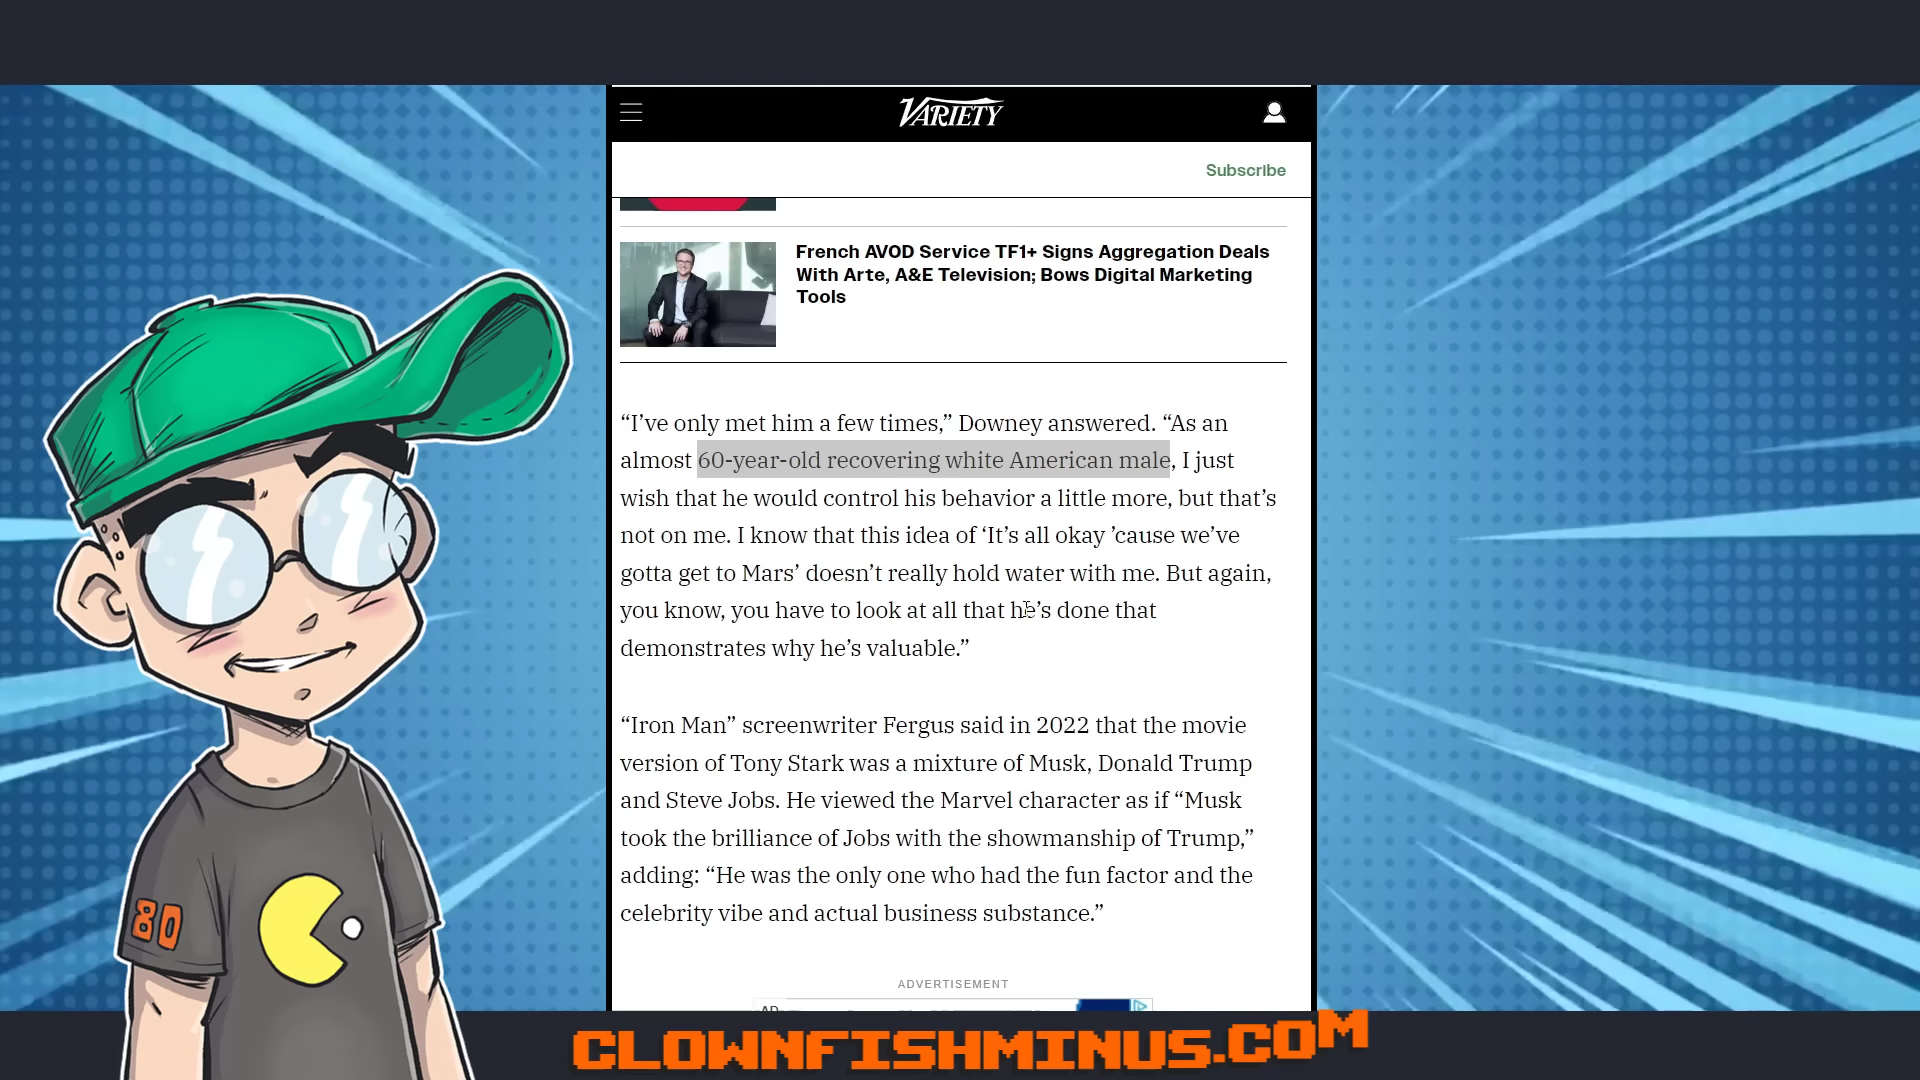 VARIETY
Subscribe
French AVOD Service TF1+ Signs Aggregation Deals
With Arte, A&E Television; Bows Digital Marketing
Tools
“I’ve only met him a few times,” Downey answered. “As an
almost 60-year-old recovering white American male, I just
wish that he would control his behavior a little more, but that’s
not on me. I know that this idea of ‘It’s all okay ’cause we’ve
gotta get to Mars’ doesn’t really hold water with me. But again,
you know, you have to look at all that he’s done that
demonstrates why he’s valuable.”
“Iron Man” screenwriter Fergus said in 2022 that the movie
version of Tony Stark was a mixture of Musk, Donald Trump
and Steve Jobs. He viewed the Marvel character as if “Musk
took the brilliance of Jobs with the showmanship of Trump,”
adding: “He was the only one who had the fun factor and the
celebrity vibe and actual business substance.”
80
ADVERTISEMENT
CLOWNFISHMINUS.COM